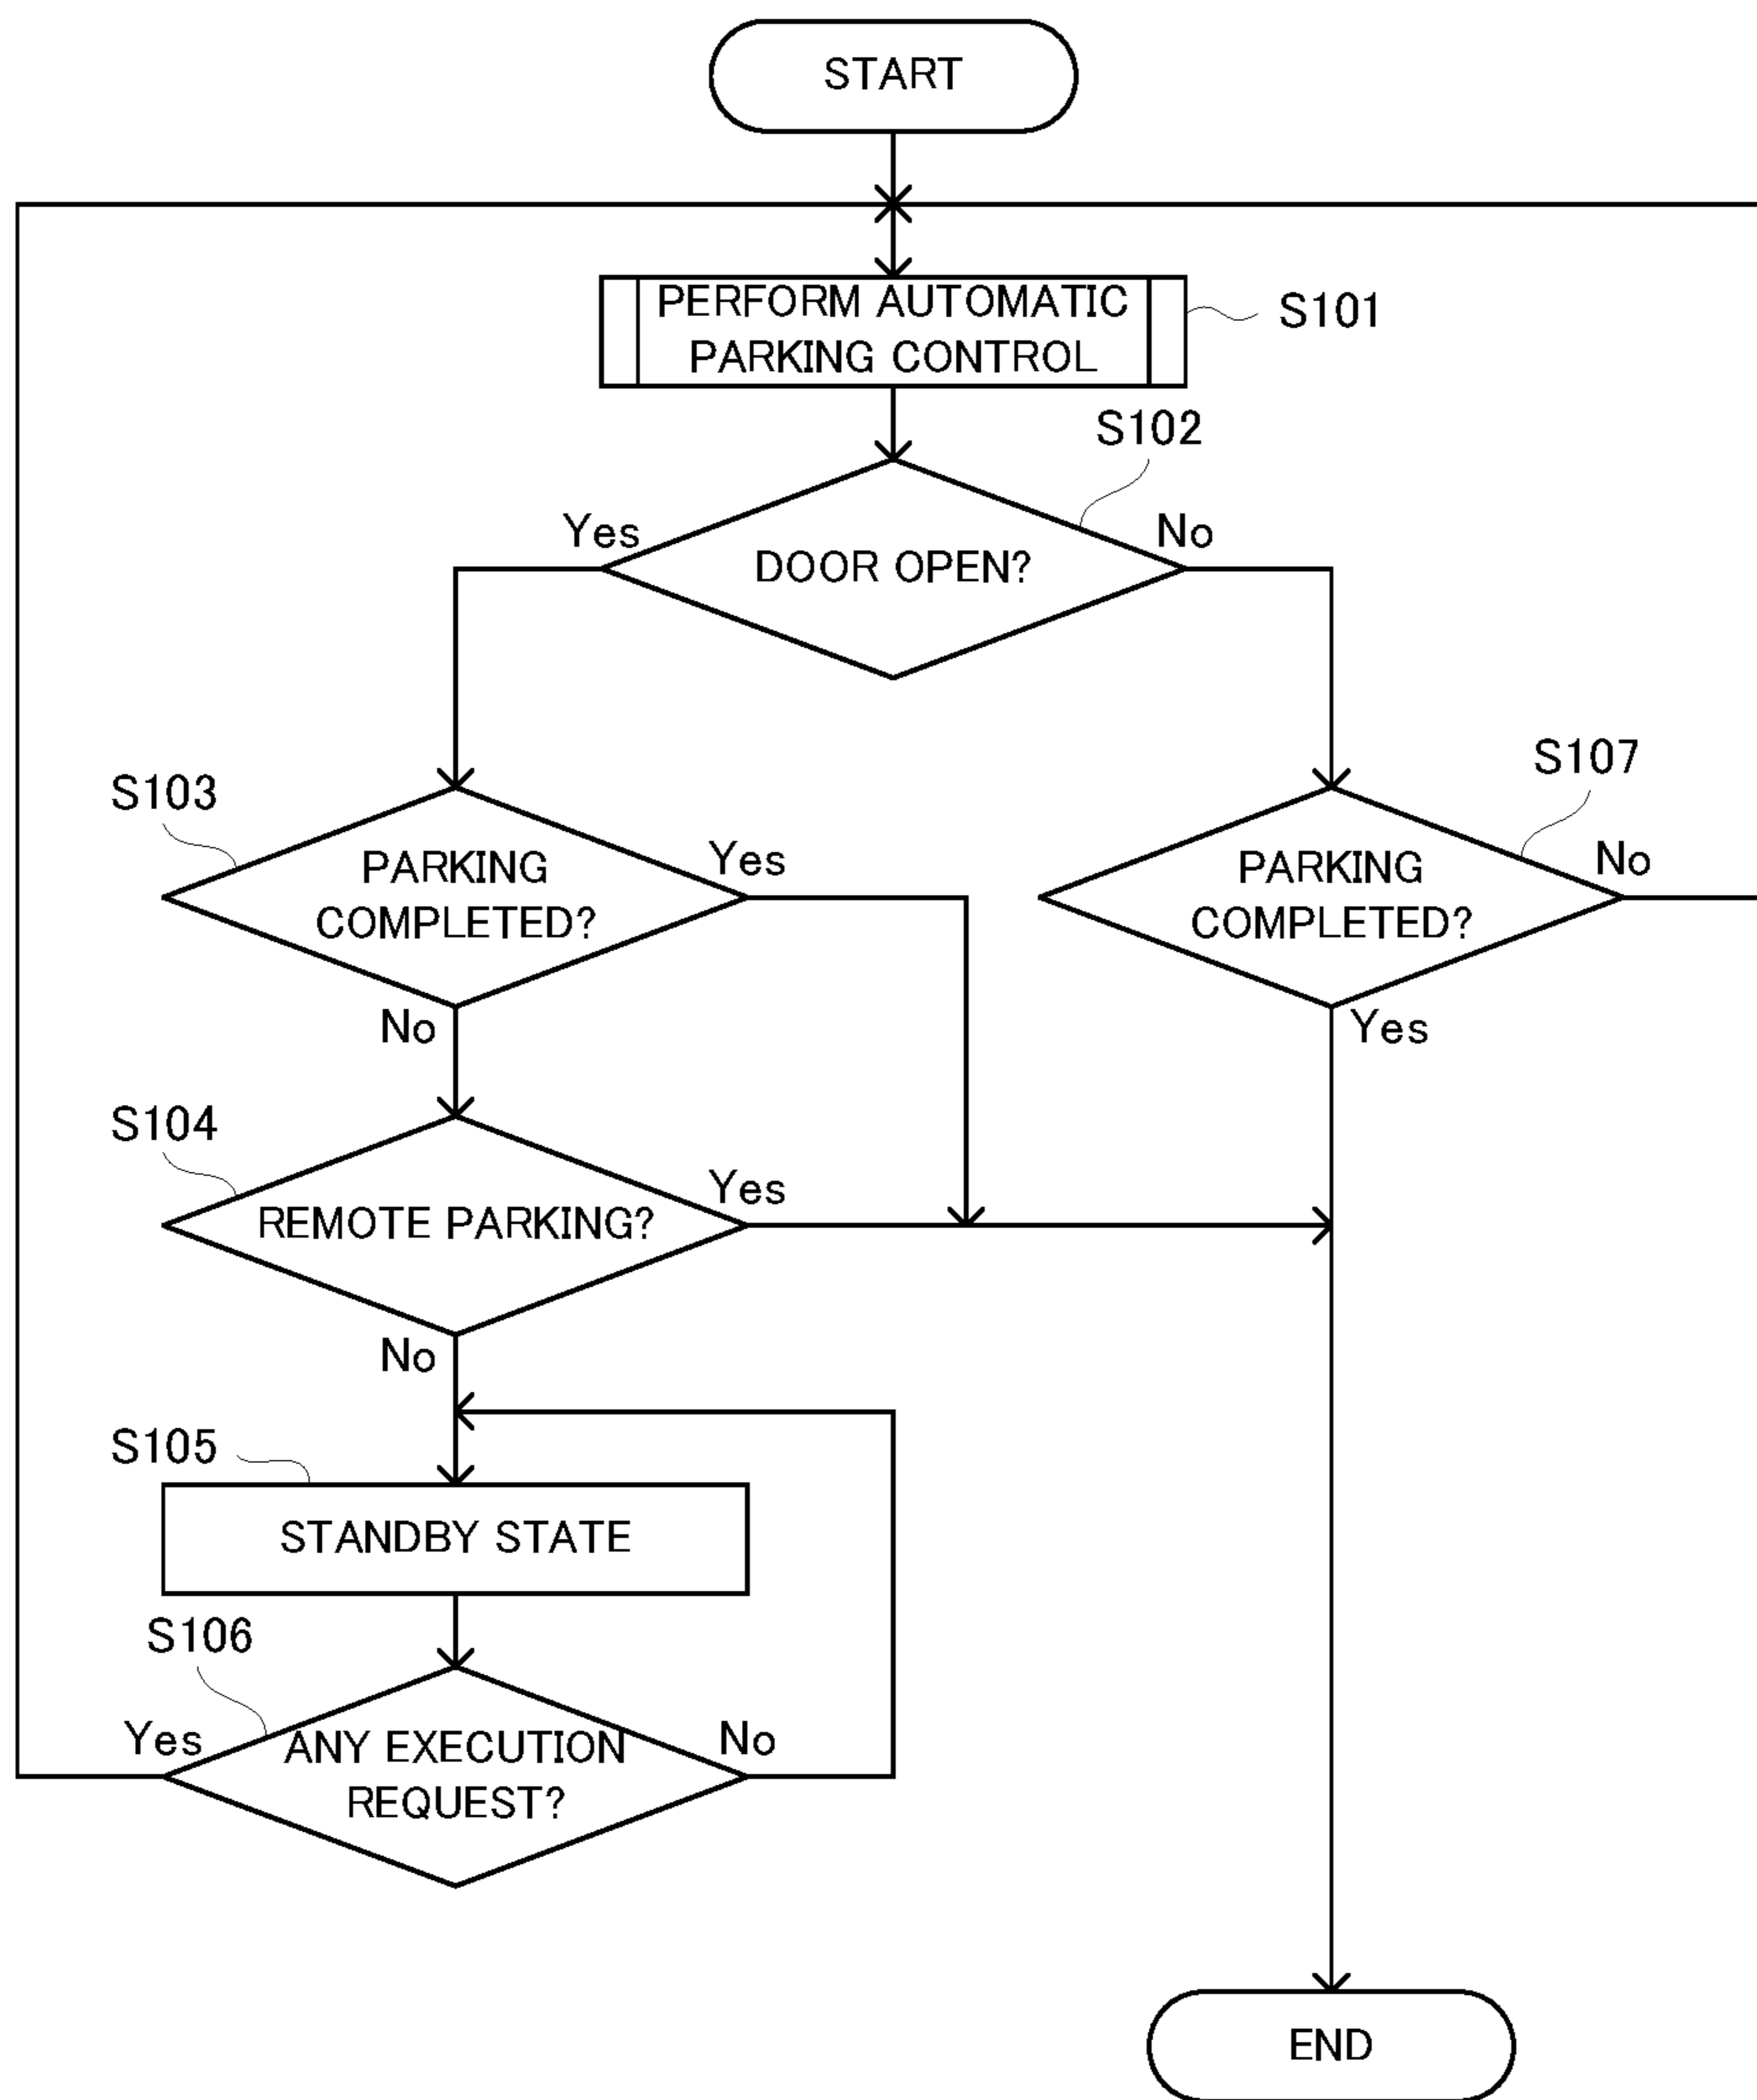 START
PERFORM AUTOMATIC
PARKING CONTROL
S101
S102
Yes
No
DOOR OPEN?
S103
PARKING
COMPLETED?
Yes
No
S107
PARKING
COMPLETED?
No
Yes
S104
REMOTE PARKING?
Yes
No
S105
STANDBY STATE
S106
Yes
ANY EXECUTION
REQUEST?
No
END